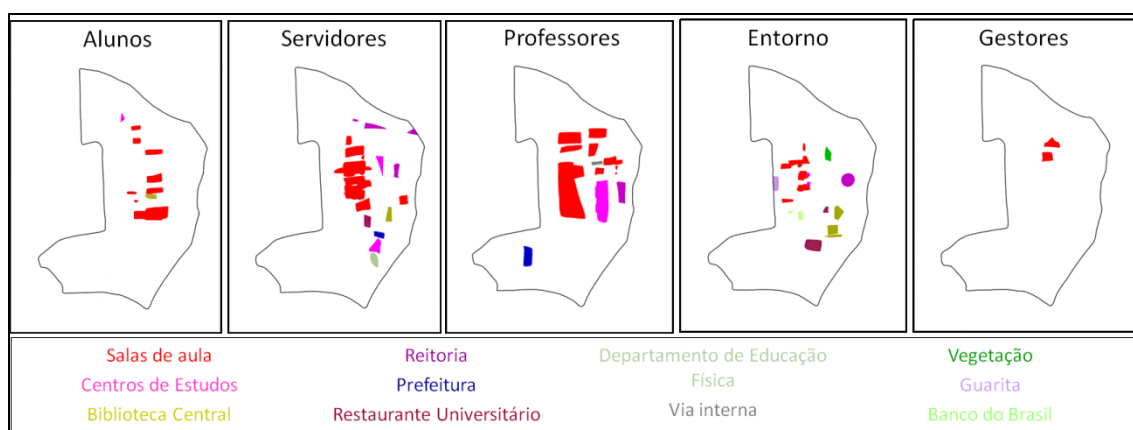 Alunos
Servidores
Professores
Entorno
Gestores
Salas de aula
Reitoria
Departamento de Educação
Física
Vegetação
Centros de Estudos
Prefeitura
Guarita
Biblioteca Central
Restaurante Universitário
Via interna
Banco do Brasil